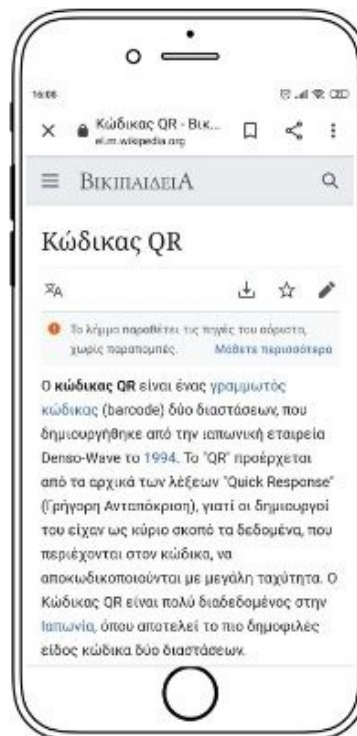 16:08
Κώδικας QR - Βικ...
el.m.wikipedia.org
ΒΙΚΙΠΑΙΔΕΙΑ
Κώδικας QR
Το λήμμα παραθέτει τις πηγές του αόριστα,
χωρίς παραπομπές. Μάθετε περισσότερα
Ο κώδικας QR είναι ένας γραμμωτός
κώδικας (barcode) δύο διαστάσεων, που
δημιουργήθηκε από την ιαπωνική εταιρεία
Denso-Wave το 1994. Το "QR" προέρχεται
από τα αρχικά των λέξεων "Quick Response"
(Γρήγορη Ανταπόκριση), γιατί οι δημιουργοί
του είχαν ως κύριο σκοπό τα δεδομένα, που
περιέχονται στον κώδικα, να
αποκωδικοποιούνται με μεγάλη ταχύτητα. Ο
Κώδικας QR είναι πολύ διαδεδομένος στην
Ιαπωνία, όπου αποτελεί το πιο δημοφιλές
είδος κώδικα δύο διαστάσεων.